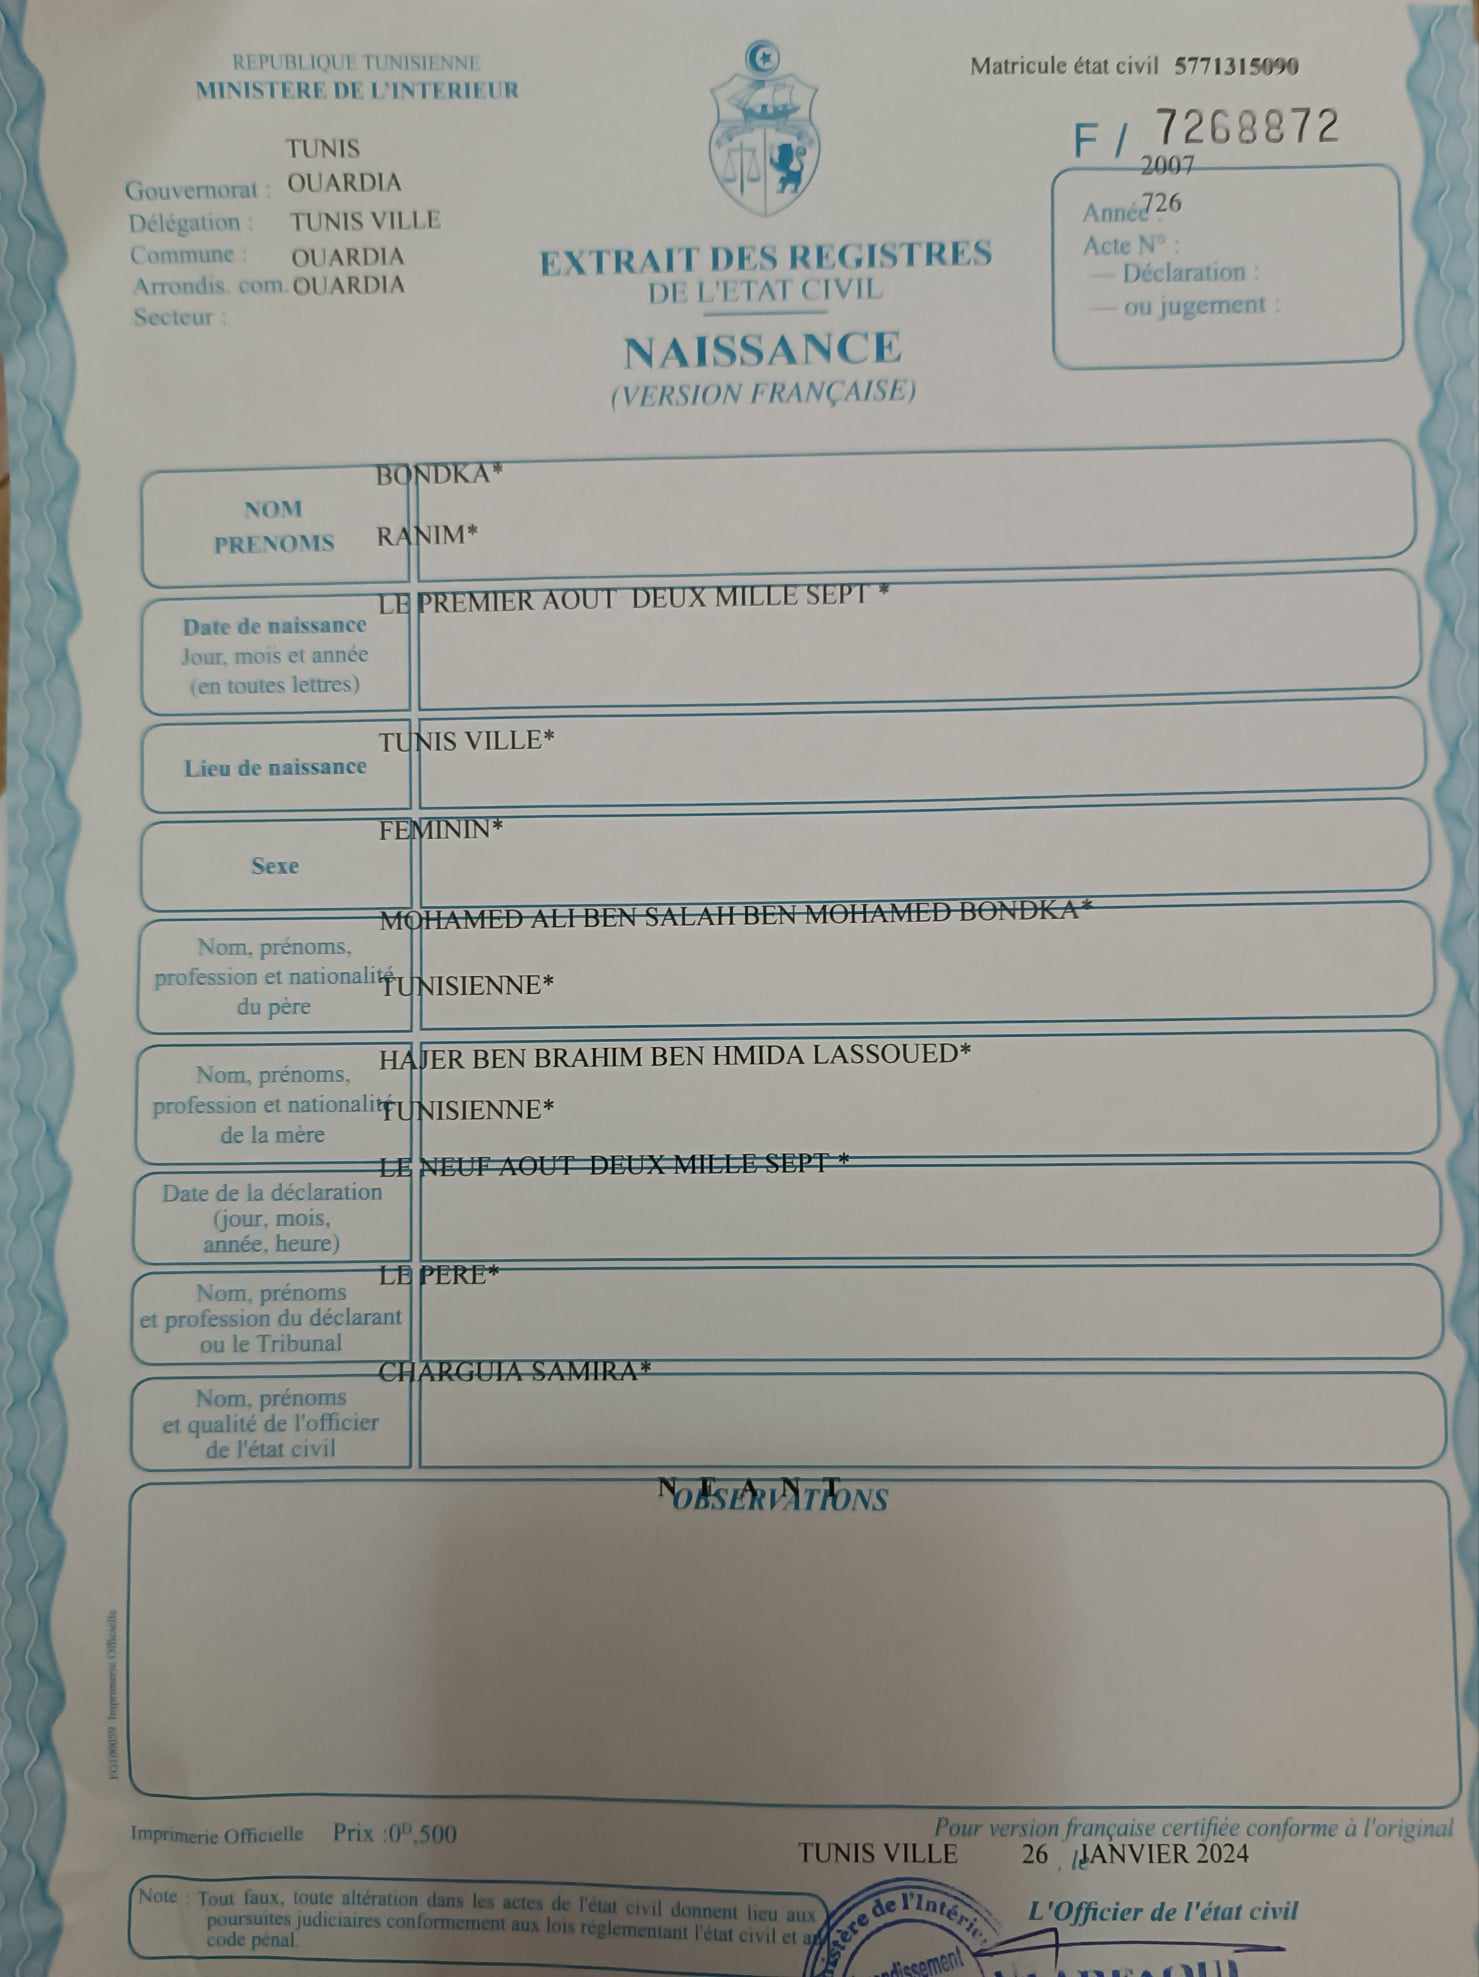 REPUBLIQUE TUNISIENNE
MINISTERE DE L'INTERIEUR
Matricule état civil 5771315090
F / 7268872
TUNIS
Gouvernorat : OUARDIA
Délégation : TUNIS VILLE
Commune : OUARDIA
Arrondis. com. OUARDIA
Secteur :
2007
Année : 726
Acte N° :
— Déclaration :
— ou jugement :
EXTRAIT DES REGISTRES
DE L'ETAT CIVIL
NAISSANCE
(VERSION FRANÇAISE)
BONDKA*
NOM
PRENOMS RANIM*
LE PREMIER AOUT DEUX MILLE SEPT *
Date de naissance
Jour, mois et année
(en toutes lettres)
TUNIS VILLE*
Lieu de naissance
FEMININ*
Sexe
MOHAMED ALI BEN SALAH BEN MOHAMED BONDKA*
Nom, prénoms,
profession et nationalité
TUNISIENNE*
du père
HAJER BEN BRAHIM BEN HMIDA LASSOUED*
Nom, prénoms,
profession et nationalité
TUNISIENNE*
de la mère
LE NEUF AOUT DEUX MILLE SEPT *
Date de la déclaration
(jour, mois,
année, heure)
LE PERE*
Nom, prénoms
et profession du déclarant
ou le Tribunal
CHARGUIA SAMIRA*
Nom, prénoms
et qualité de l'officier
de l'état civil
N E A N T
OBSERVATIONS
Imprimerie Officielle
Imprimerie Officielle Prix :0D,500
Pour version française certifiée conforme à l'original
TUNIS VILLE 26 , le JANVIER 2024
Note : Tout faux, toute altération dans les actes de l'état civil donnent lieu aux
poursuites judiciaires conformement aux lois réglementant l'état civil et au
code pénal.
L'Officier de l'état civil
de l'Intérieur